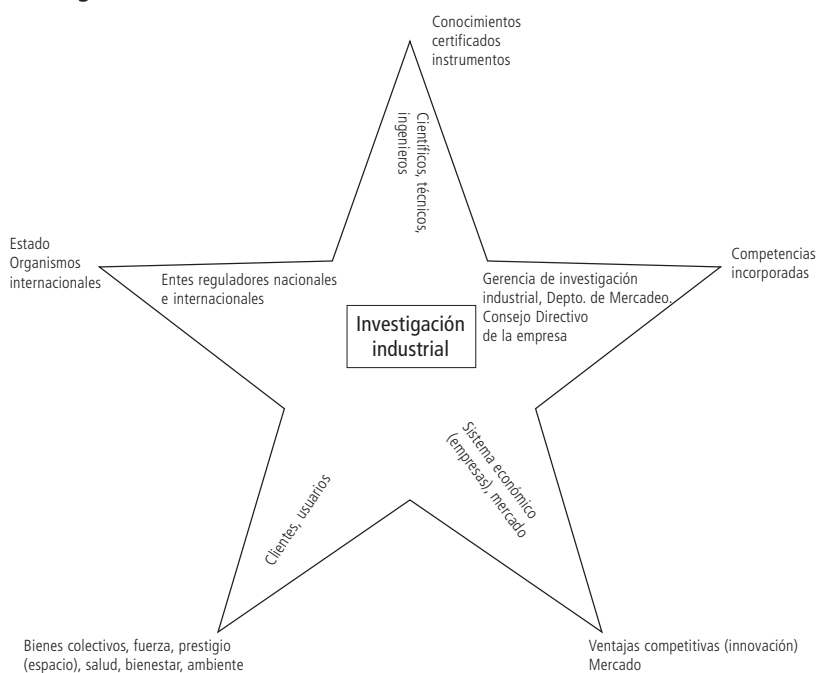 Conocimientos
certificados
instrumentos
Científicos, técnicos,
ingenieros
Estado
Organismos
internacionales
Entes reguladores nacionales
e internacionales
Gerencia de investigación
industrial, Depto. de Mercadeo.
Consejo Directivo
de la empresa
Competencias
incorporadas
Investigación
industrial
Clientes, usuarios
Sistema económico
(empresas), mercado
Bienes colectivos, fuerza, prestigio
(espacio), salud, bienestar, ambiente
Ventajas competitivas (innovación)
Mercado